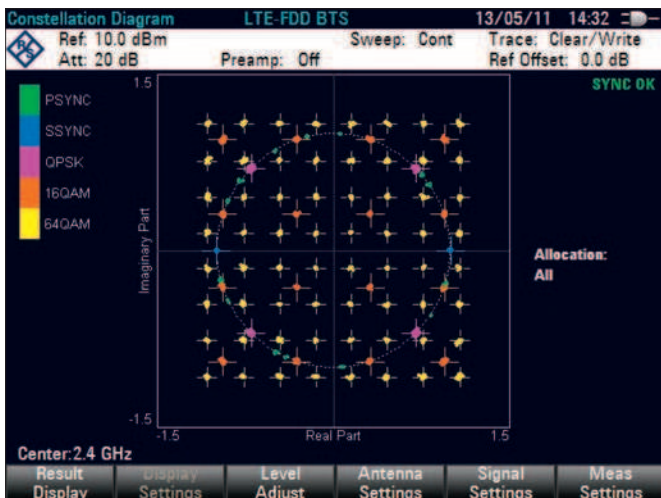 Constellation Diagram LTE-FDD BTS 13/05/11 14:32
R&S Ref: 10.0 dBm Sweep: Cont Trace: Clear/Write
Att: 20 dB Preamp: Off Ref Offset: 0.0 dB
SYNC OK
1.5
PSYNC
SSYNC
QPSK
16QAM
64QAM
Imaginary Part
Allocation:
All
-1.5
-1.5 Real Part 1.5
Center:2.4 GHz
Result Display
Display Settings
Level Adjust
Antenna Settings
Signal Settings
Meas Settings